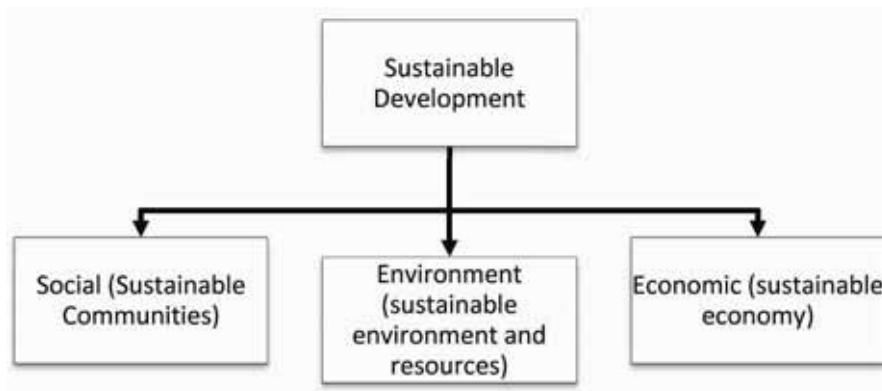 Sustainable
Development
Social (Sustainable
Communities)
Environment
(sustainable
environment and
resources)
Economic (sustainable
economy)